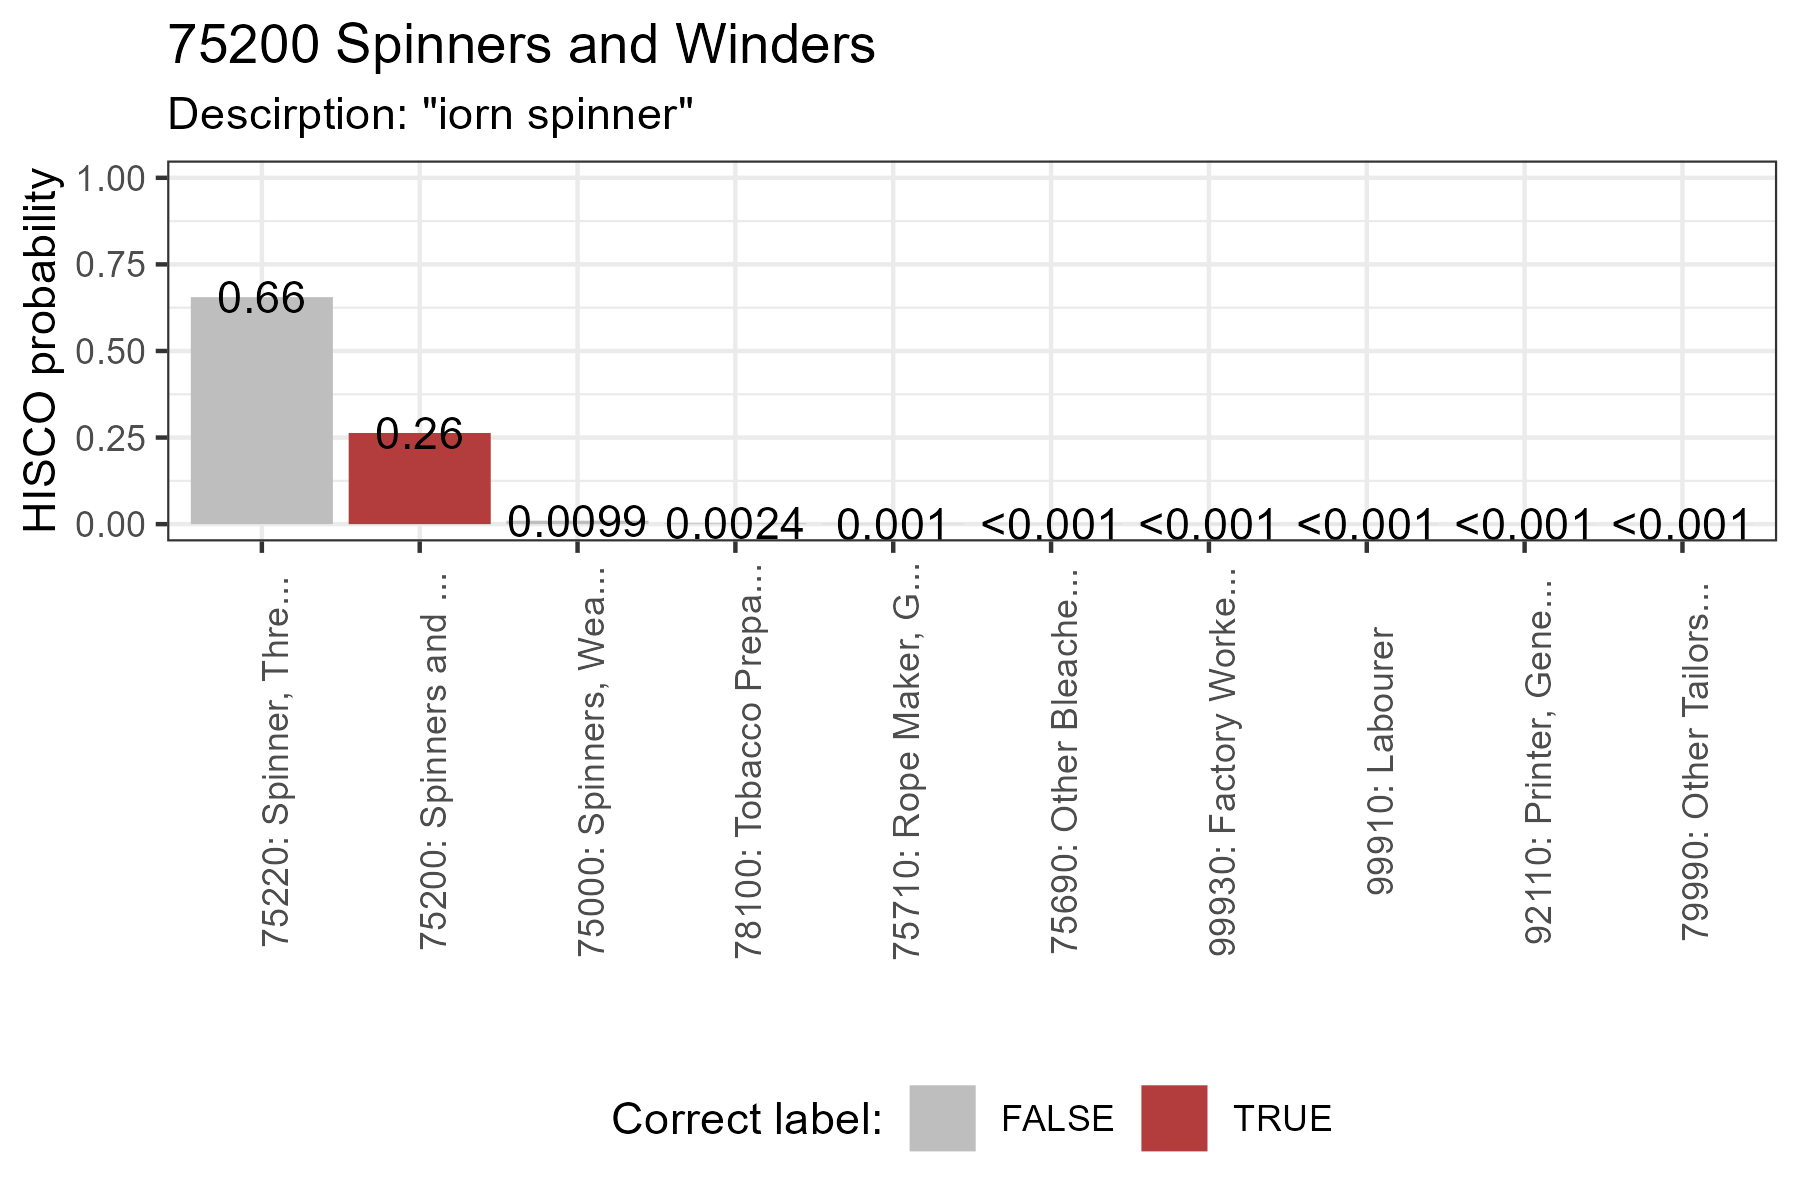 75200 Spinners and Winders
Descirption: "iorn spinner"
HISCO probability
1.00
0.75
0.50
0.25
0.00
0.66
0.26
0.0099
0.0024
0.001
<0.001
<0.001
<0.001
<0.001
<0.001
75220: Spinner, Thre...
75200: Spinners and ...
75000: Spinners, Wea...
78100: Tobacco Prepa...
75710: Rope Maker, G...
75690: Other Bleache...
99930: Factory Worke...
99910: Labourer
92110: Printer, Gene...
79990: Other Tailors...
Correct label:
FALSE
TRUE